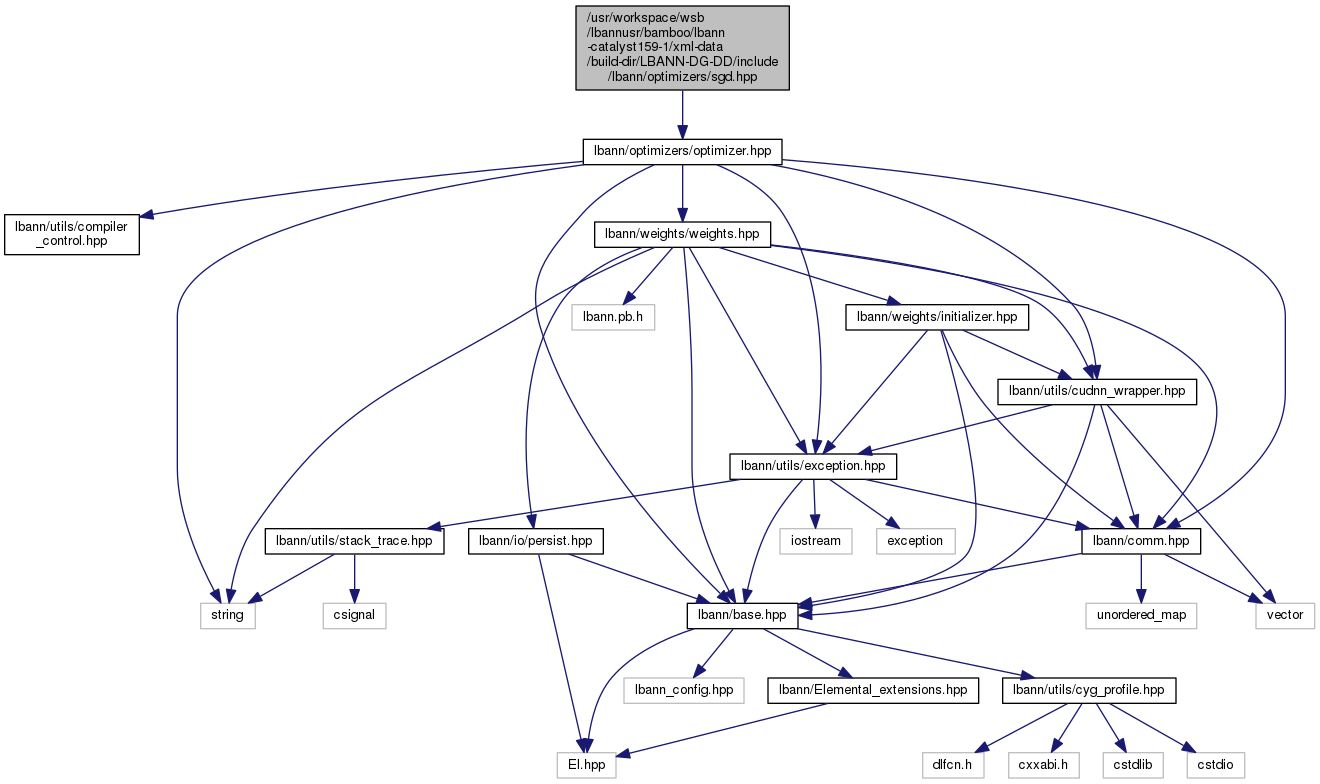 /usr/workspace/wsb
/lbannusr/bamboo/lbann
-catalyst159-1/xml-data
/build-dir/LBANN-DG-DD/include
/lbann/optimizers/sgd.hpp
lbann/optimizers/optimizer.hpp
lbann/utils/compiler
_control.hpp
lbann/weights/weights.hpp
lbann.pb.h
lbann/weights/initializer.hpp
lbann/utils/cudnn_wrapper.hpp
lbann/utils/exception.hpp
lbann/utils/stack_trace.hpp
lbann/io/persist.hpp
iostream
exception
lbann/comm.hpp
string
csignal
lbann/base.hpp
unordered_map
vector
lbann_config.hpp
lbann/Elemental_extensions.hpp
lbann/utils/cyg_profile.hpp
El.hpp
dlfcn.h
cxxabi.h
cstdlib
cstdio